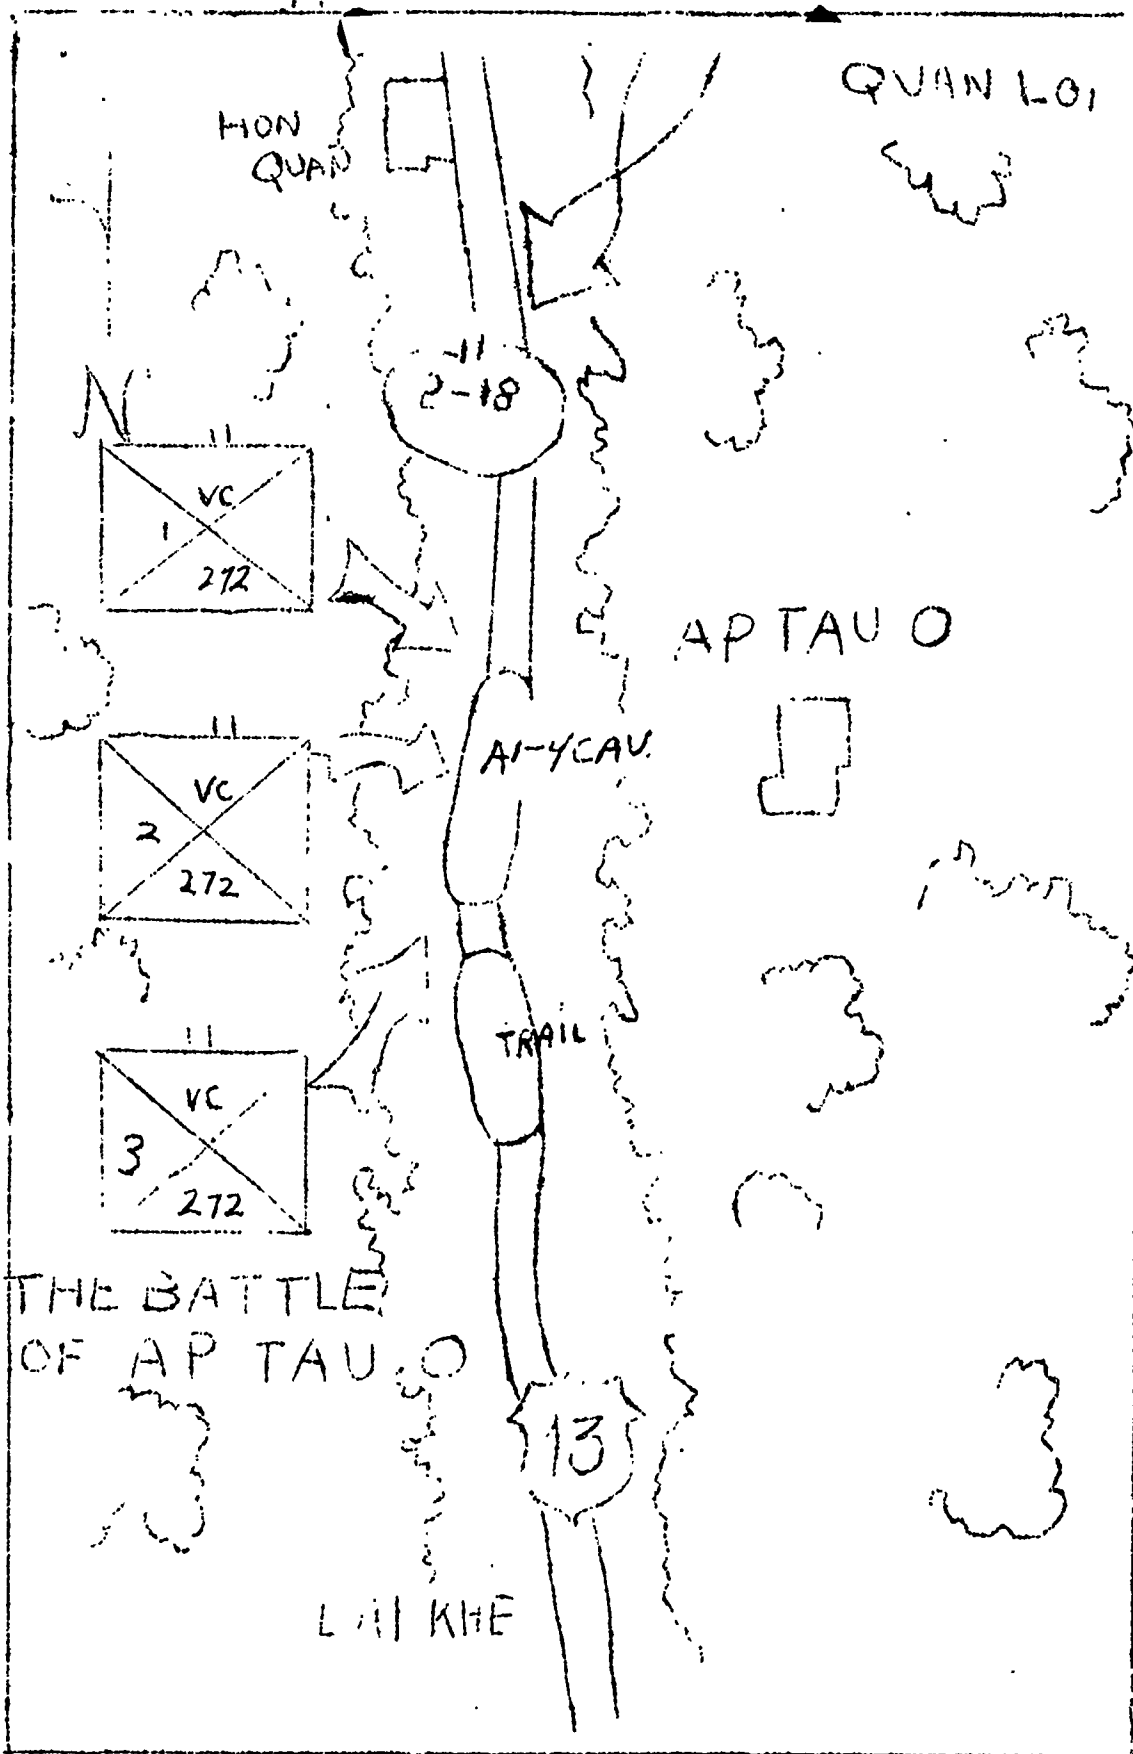 QUAN LOI
HON
QUAN
2-18
N
VC
1
272
AP TAU O
A1-4CAV.
VC
2
272
TRAIL
VC
3
272
THE BATTLE
OF AP TAU O
13
LAI KHE